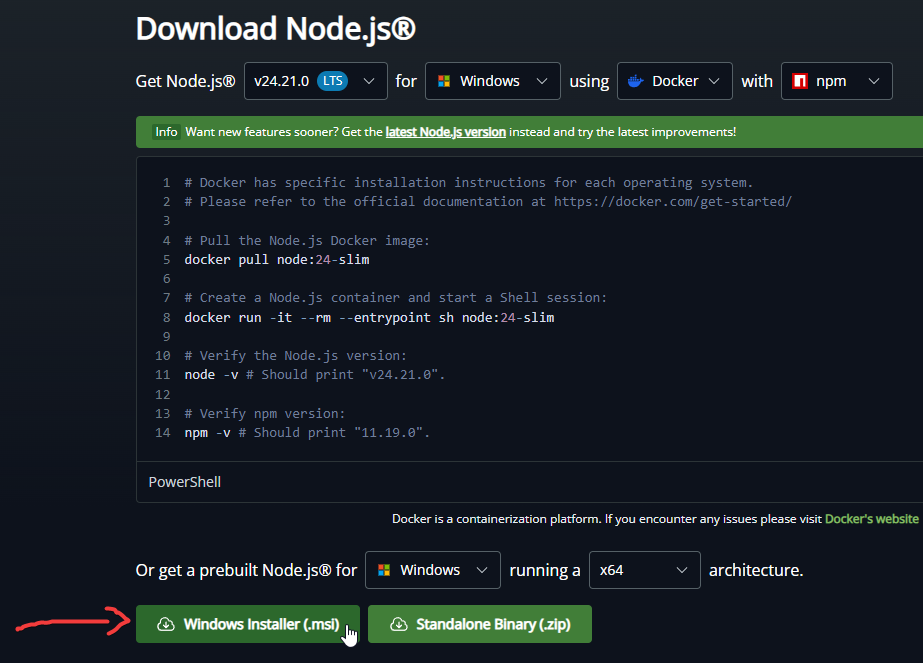 Download Node.js®
Get Node.js® v24.21.0 LTS for Windows using Docker with npm
Info Want new features sooner? Get the latest Node.js version instead and try the latest improvements!
1 # Docker has specific installation instructions for each operating system.
2 # Please refer to the official documentation at https://docker.com/get-started/
3
4 # Pull the Node.js Docker image:
5 docker pull node:24-slim
6
7 # Create a Node.js container and start a Shell session:
8 docker run -it --rm --entrypoint sh node:24-slim
9
10 # Verify the Node.js version:
11 node -v # Should print "v24.21.0".
12
13 # Verify npm version:
14 npm -v # Should print "11.19.0".
PowerShell
Docker is a containerization platform. If you encounter any issues please visit Docker's website
Or get a prebuilt Node.js® for Windows running a x64 architecture.
Windows Installer (.msi) Standalone Binary (.zip)